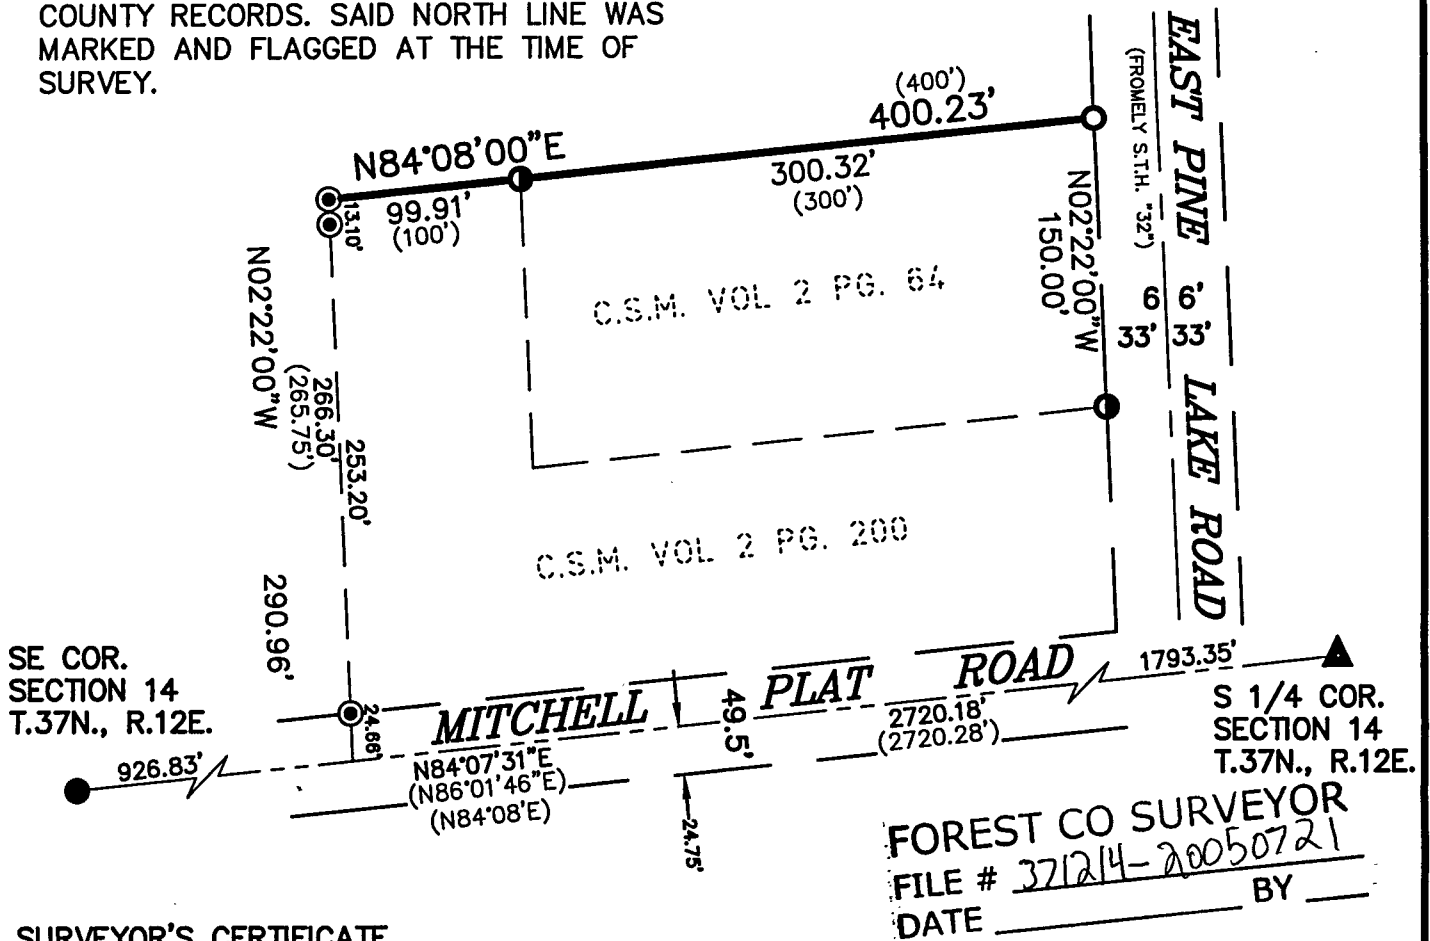 COUNTY RECORDS. SAID NORTH LINE WAS
MARKED AND FLAGGED AT THE TIME OF
SURVEY.
(400')
400.23'
N84°08'00"E
300.32'
(300')
99.91'
(100')
13.10'
N02°22'00"W
150.00'
EAST PINE LAKE ROAD
(FROMELY S.T.H. "32")
6 6'
33' 33'
C.S.M. VOL 2 PG. 64
N02°22'00"W
266.30'
(265.75')
253.20'
C.S.M. VOL 2 PG. 200
290.96'
SE COR.
SECTION 14
T.37N., R.12E.
24.66'
MITCHELL PLAT ROAD
49.5'
1793.35'
S 1/4 COR.
SECTION 14
T.37N., R.12E.
2720.18'
(2720.28')
926.83'
N84°07'31"E
(N86°01'46"E)
(N84°08'E)
24.75'
FOREST CO SURVEYOR
FILE # 371214-20050721
DATE BY
SURVEYOR'S CERTIFICATE